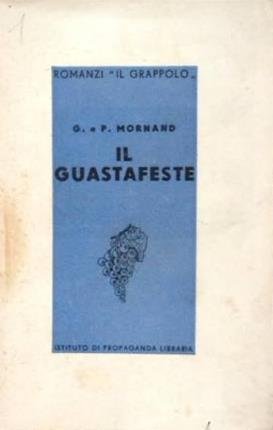 ROMANZI "IL GRAPPOLO„
G. e P. MORNAND
IL
GUASTAFESTE
ISTITUTO DI PROPAGANDA LIBRARIA